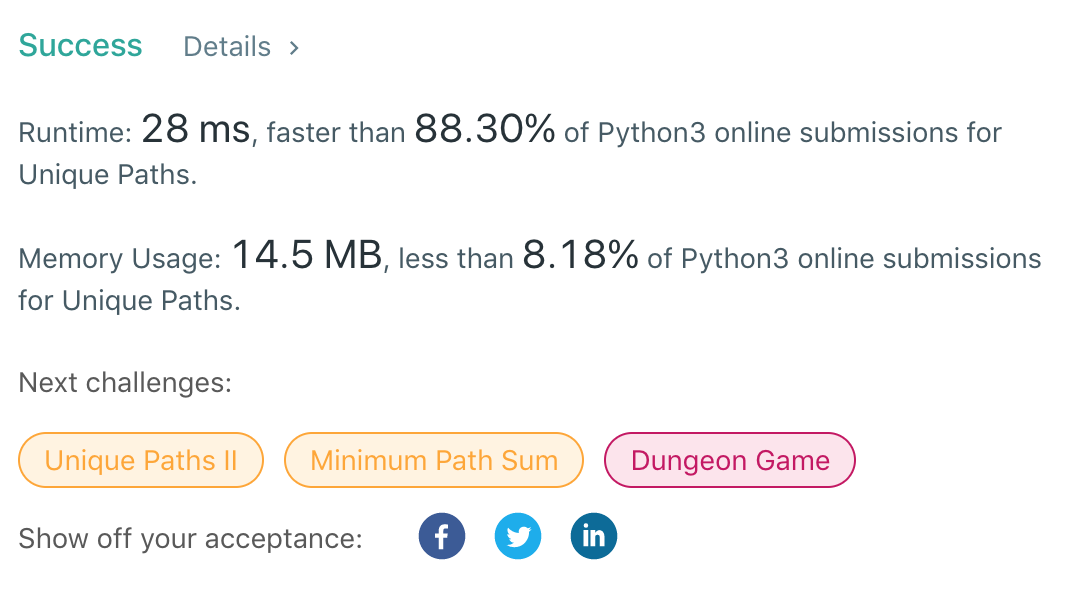 Success Details >
Runtime: 28 ms, faster than 88.30% of Python3 online submissions for
Unique Paths.
Memory Usage: 14.5 MB, less than 8.18% of Python3 online submissions
for Unique Paths.
Next challenges:
Unique Paths II Minimum Path Sum Dungeon Game
Show off your acceptance: f in